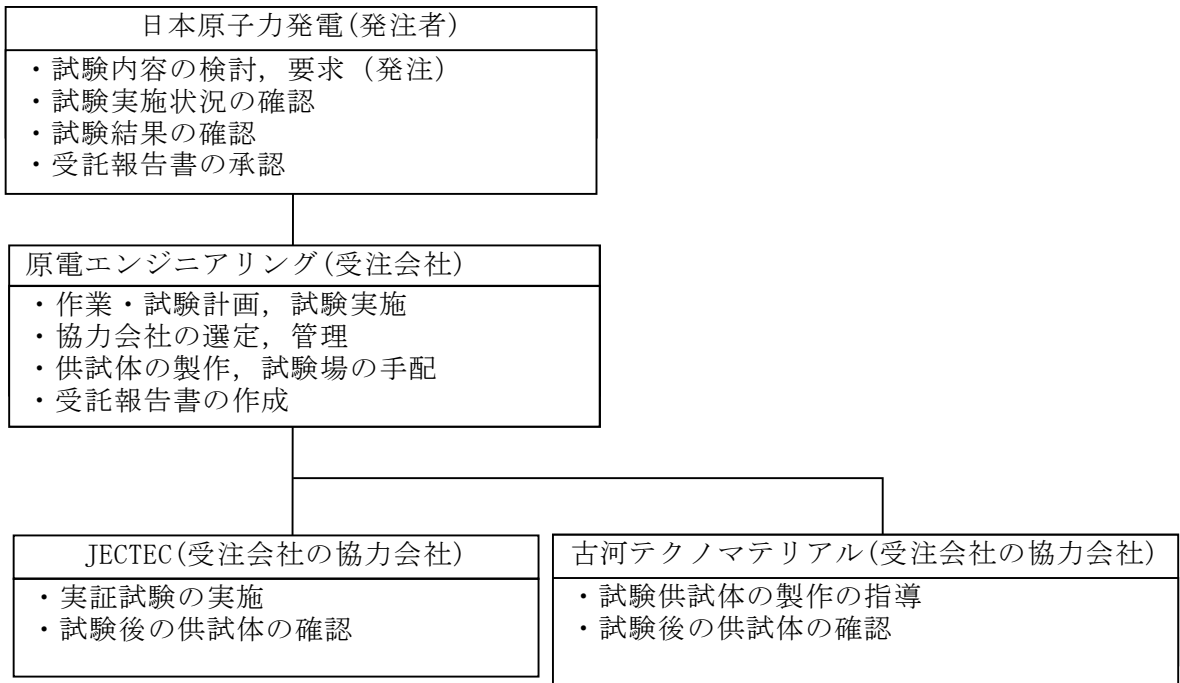 日本原子力発電(発注者)
・試験内容の検討，要求（発注）
・試験実施状況の確認
・試験結果の確認
・受託報告書の承認
原電エンジニアリング(受注会社)
・作業・試験計画，試験実施
・協力会社の選定，管理
・供試体の製作，試験場の手配
・受託報告書の作成
JECTEC(受注会社の協力会社)
・実証試験の実施
・試験後の供試体の確認
古河テクノマテリアル(受注会社の協力会社)
・試験供試体の製作の指導
・試験後の供試体の確認